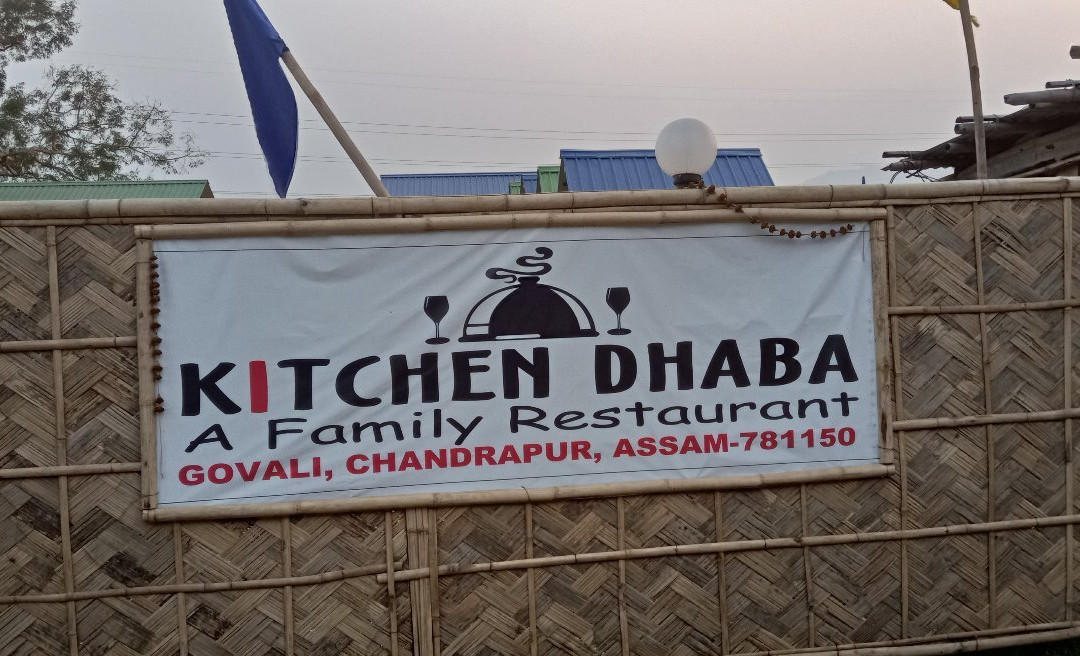 KITCHEN DHABA
A Family Restaurant
GOVALI, CHANDRAPUR, ASSAM-781150